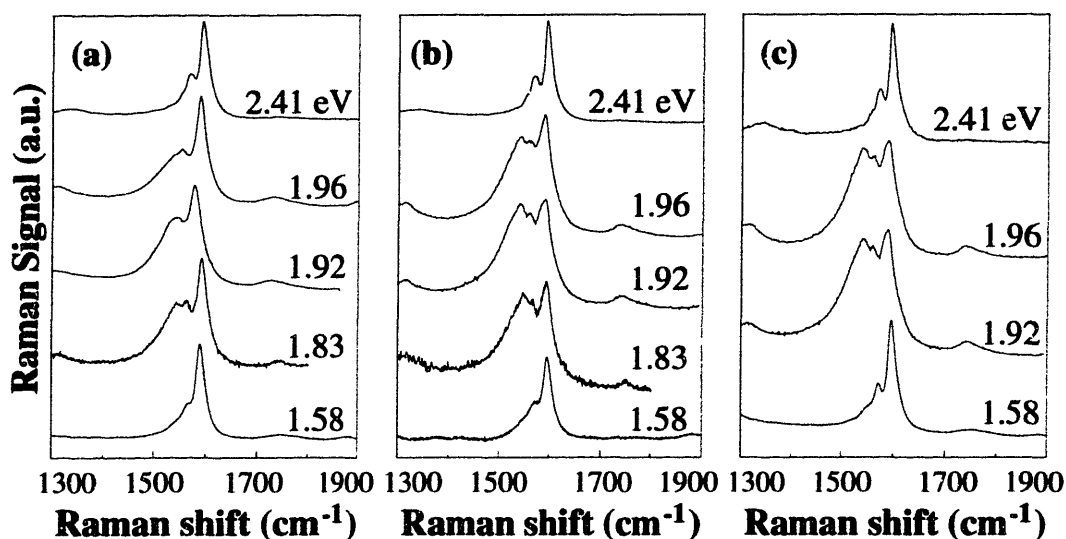 Raman Signal (a.u.)
(a)
2.41 eV
1.96
1.92
1.83
1.58
1300 1500 1700 1900
Raman shift (cm⁻¹)
(b)
2.41 eV
1.96
1.92
1.83
1.58
1300 1500 1700 1900
Raman shift (cm⁻¹)
(c)
2.41 eV
1.96
1.92
1.58
1300 1500 1700 1900
Raman shift (cm⁻¹)